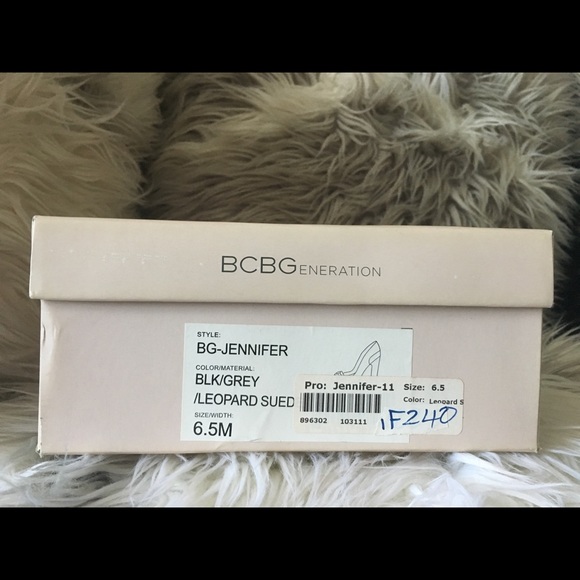 BCBGENERATION
STYLE:
BG-JENNIFER
COLOR/MATERIAL:
BLK/GREY
/LEOPARD SUED
SIZE/WIDTH:
6.5M
Pro: Jennifer-11 Size: 6.5
Color: Leopard S
896302 103111
1F240